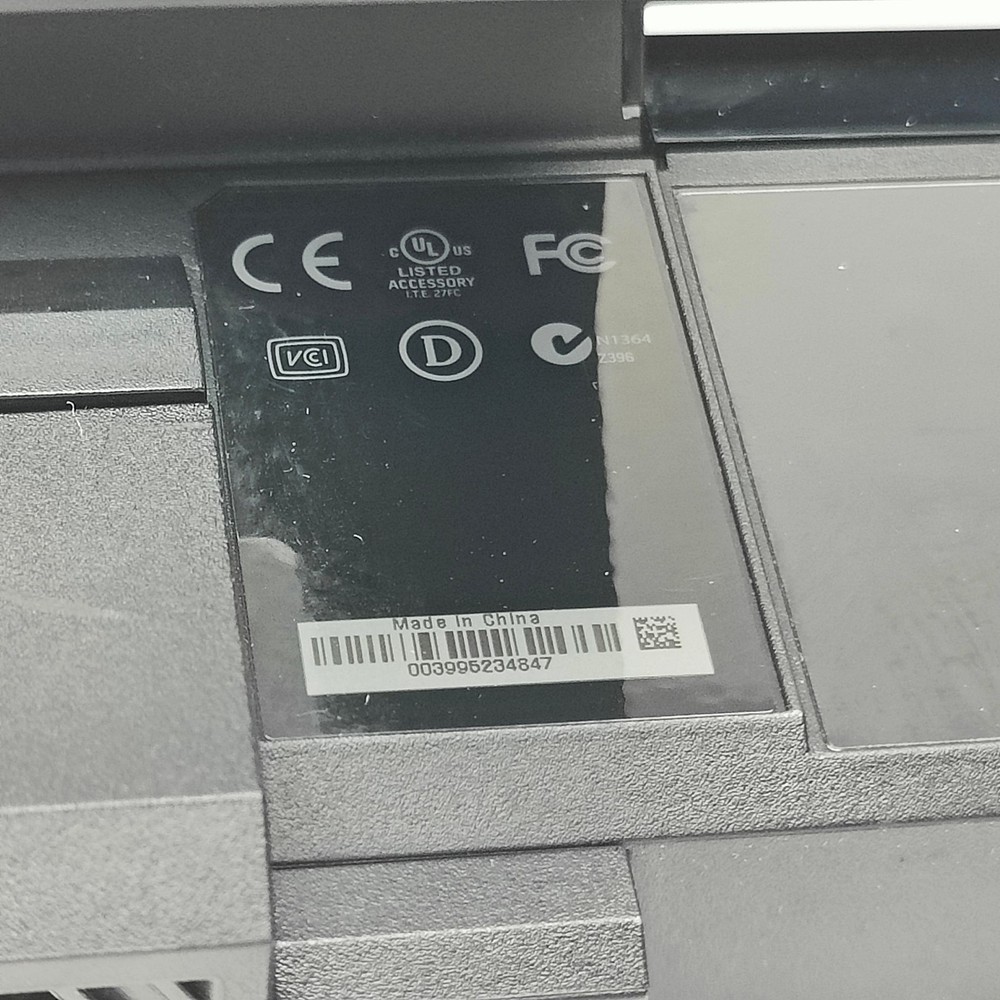 CE
C UL US
LISTED
ACCESSORY
I.T.E. 27FC
FC
VCI
D
N1364
Z396
Made In China
003995234847